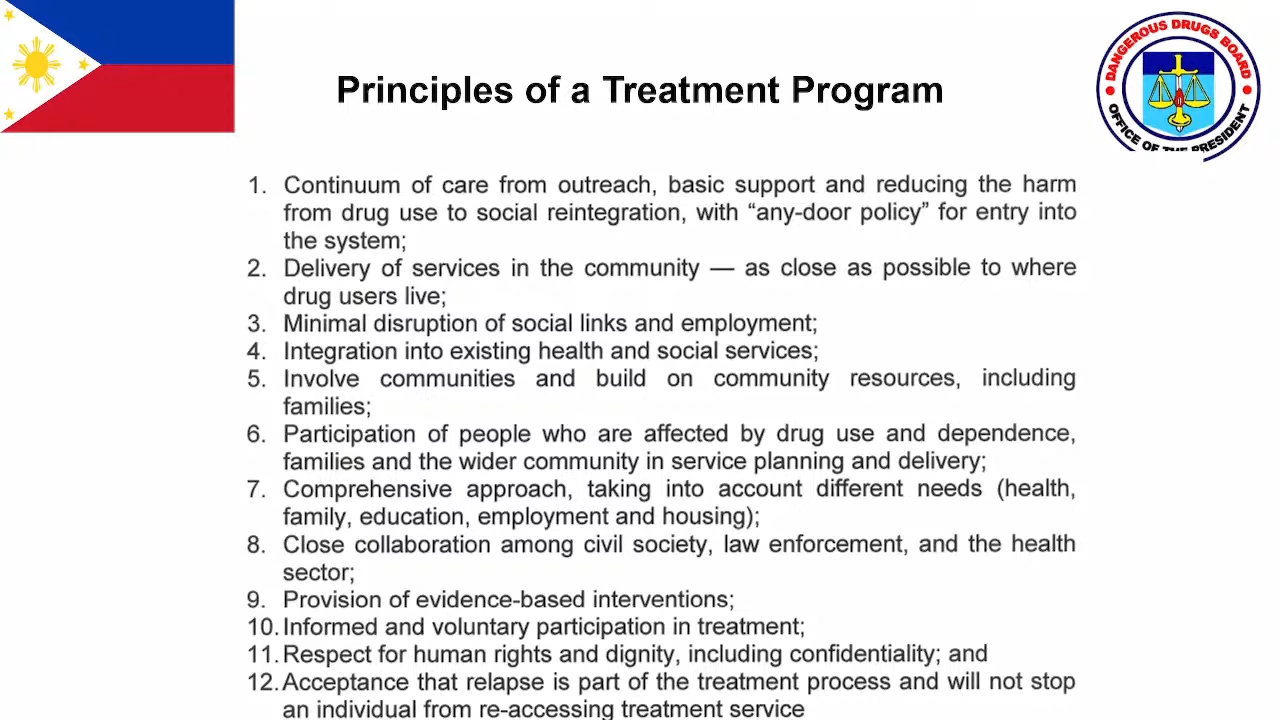 Principles of a Treatment Program
DANGEROUS DRUGS BOARD
OFFICE OF THE PRESIDENT
1. Continuum of care from outreach, basic support and reducing the harm
from drug use to social reintegration, with “any-door policy” for entry into
the system;
2. Delivery of services in the community — as close as possible to where
drug users live;
3. Minimal disruption of social links and employment;
4. Integration into existing health and social services;
5. Involve communities and build on community resources, including
families;
6. Participation of people who are affected by drug use and dependence,
families and the wider community in service planning and delivery;
7. Comprehensive approach, taking into account different needs (health,
family, education, employment and housing);
8. Close collaboration among civil society, law enforcement, and the health
sector;
9. Provision of evidence-based interventions;
10. Informed and voluntary participation in treatment;
11. Respect for human rights and dignity, including confidentiality; and
12. Acceptance that relapse is part of the treatment process and will not stop
an individual from re-accessing treatment service